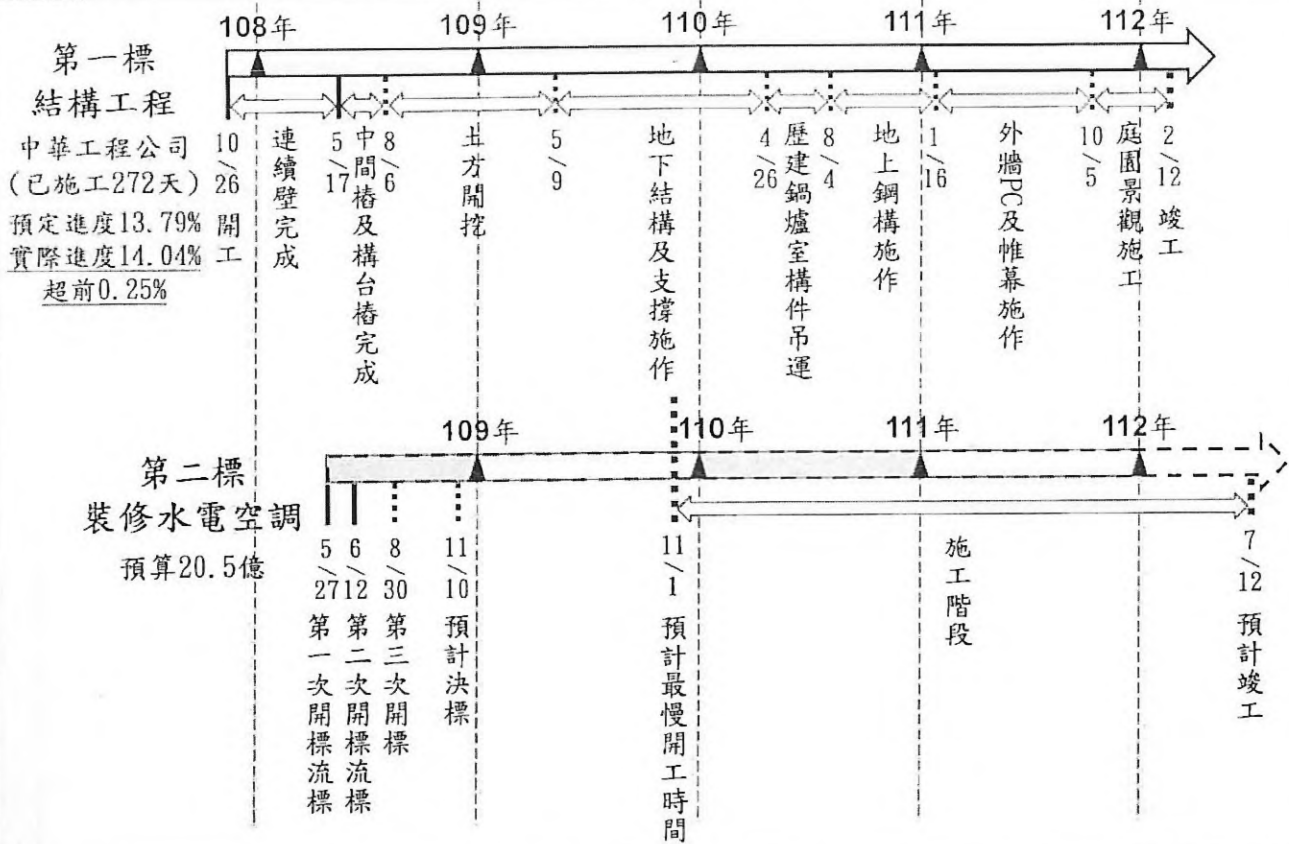 108年
109年
110年
111年
112年
第一標
結構工程
中華工程公司
(已施工272天)
預定進度13.79%
實際進度14.04%
超前0.25%
10/26
開工
連續壁完成
5/17
中間樁及構台樁完成
8/6
土方開挖
5/9
地下結構及支撐施作
4/26
歷建鍋爐室構件吊運
8/4
地上鋼構施作
1/16
外牆PC及帷幕施作
10/5
庭園景觀施工
2/12
竣工
109年
110年
111年
112年
第二標
裝修水電空調
預算20.5億
5/27
第一次開標流標
6/12
第二次開標流標
8/30
第三次開標
11/10
預計決標
11/1
預計最慢開工時間
施工階段
7/12
預計竣工